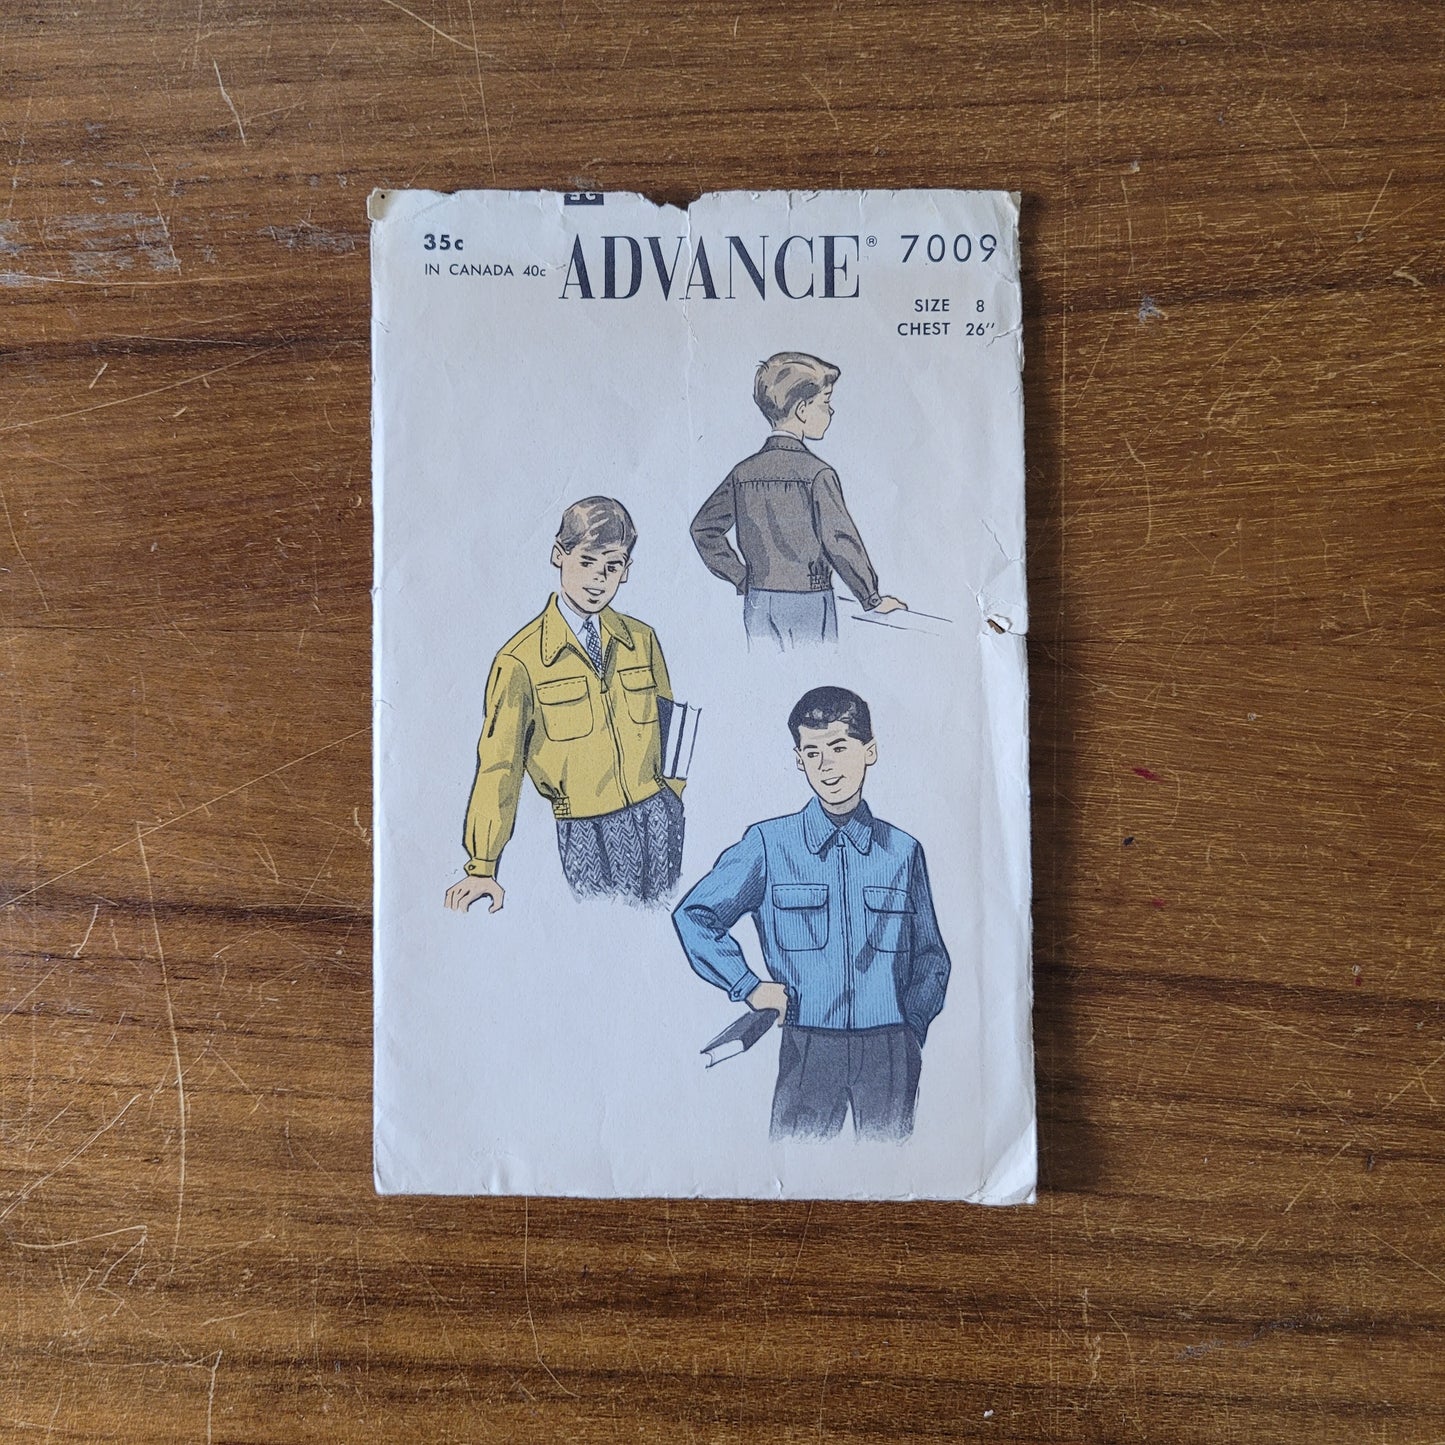 35c
IN CANADA 40c
ADVANCE® 7009
SIZE 8
CHEST 26"